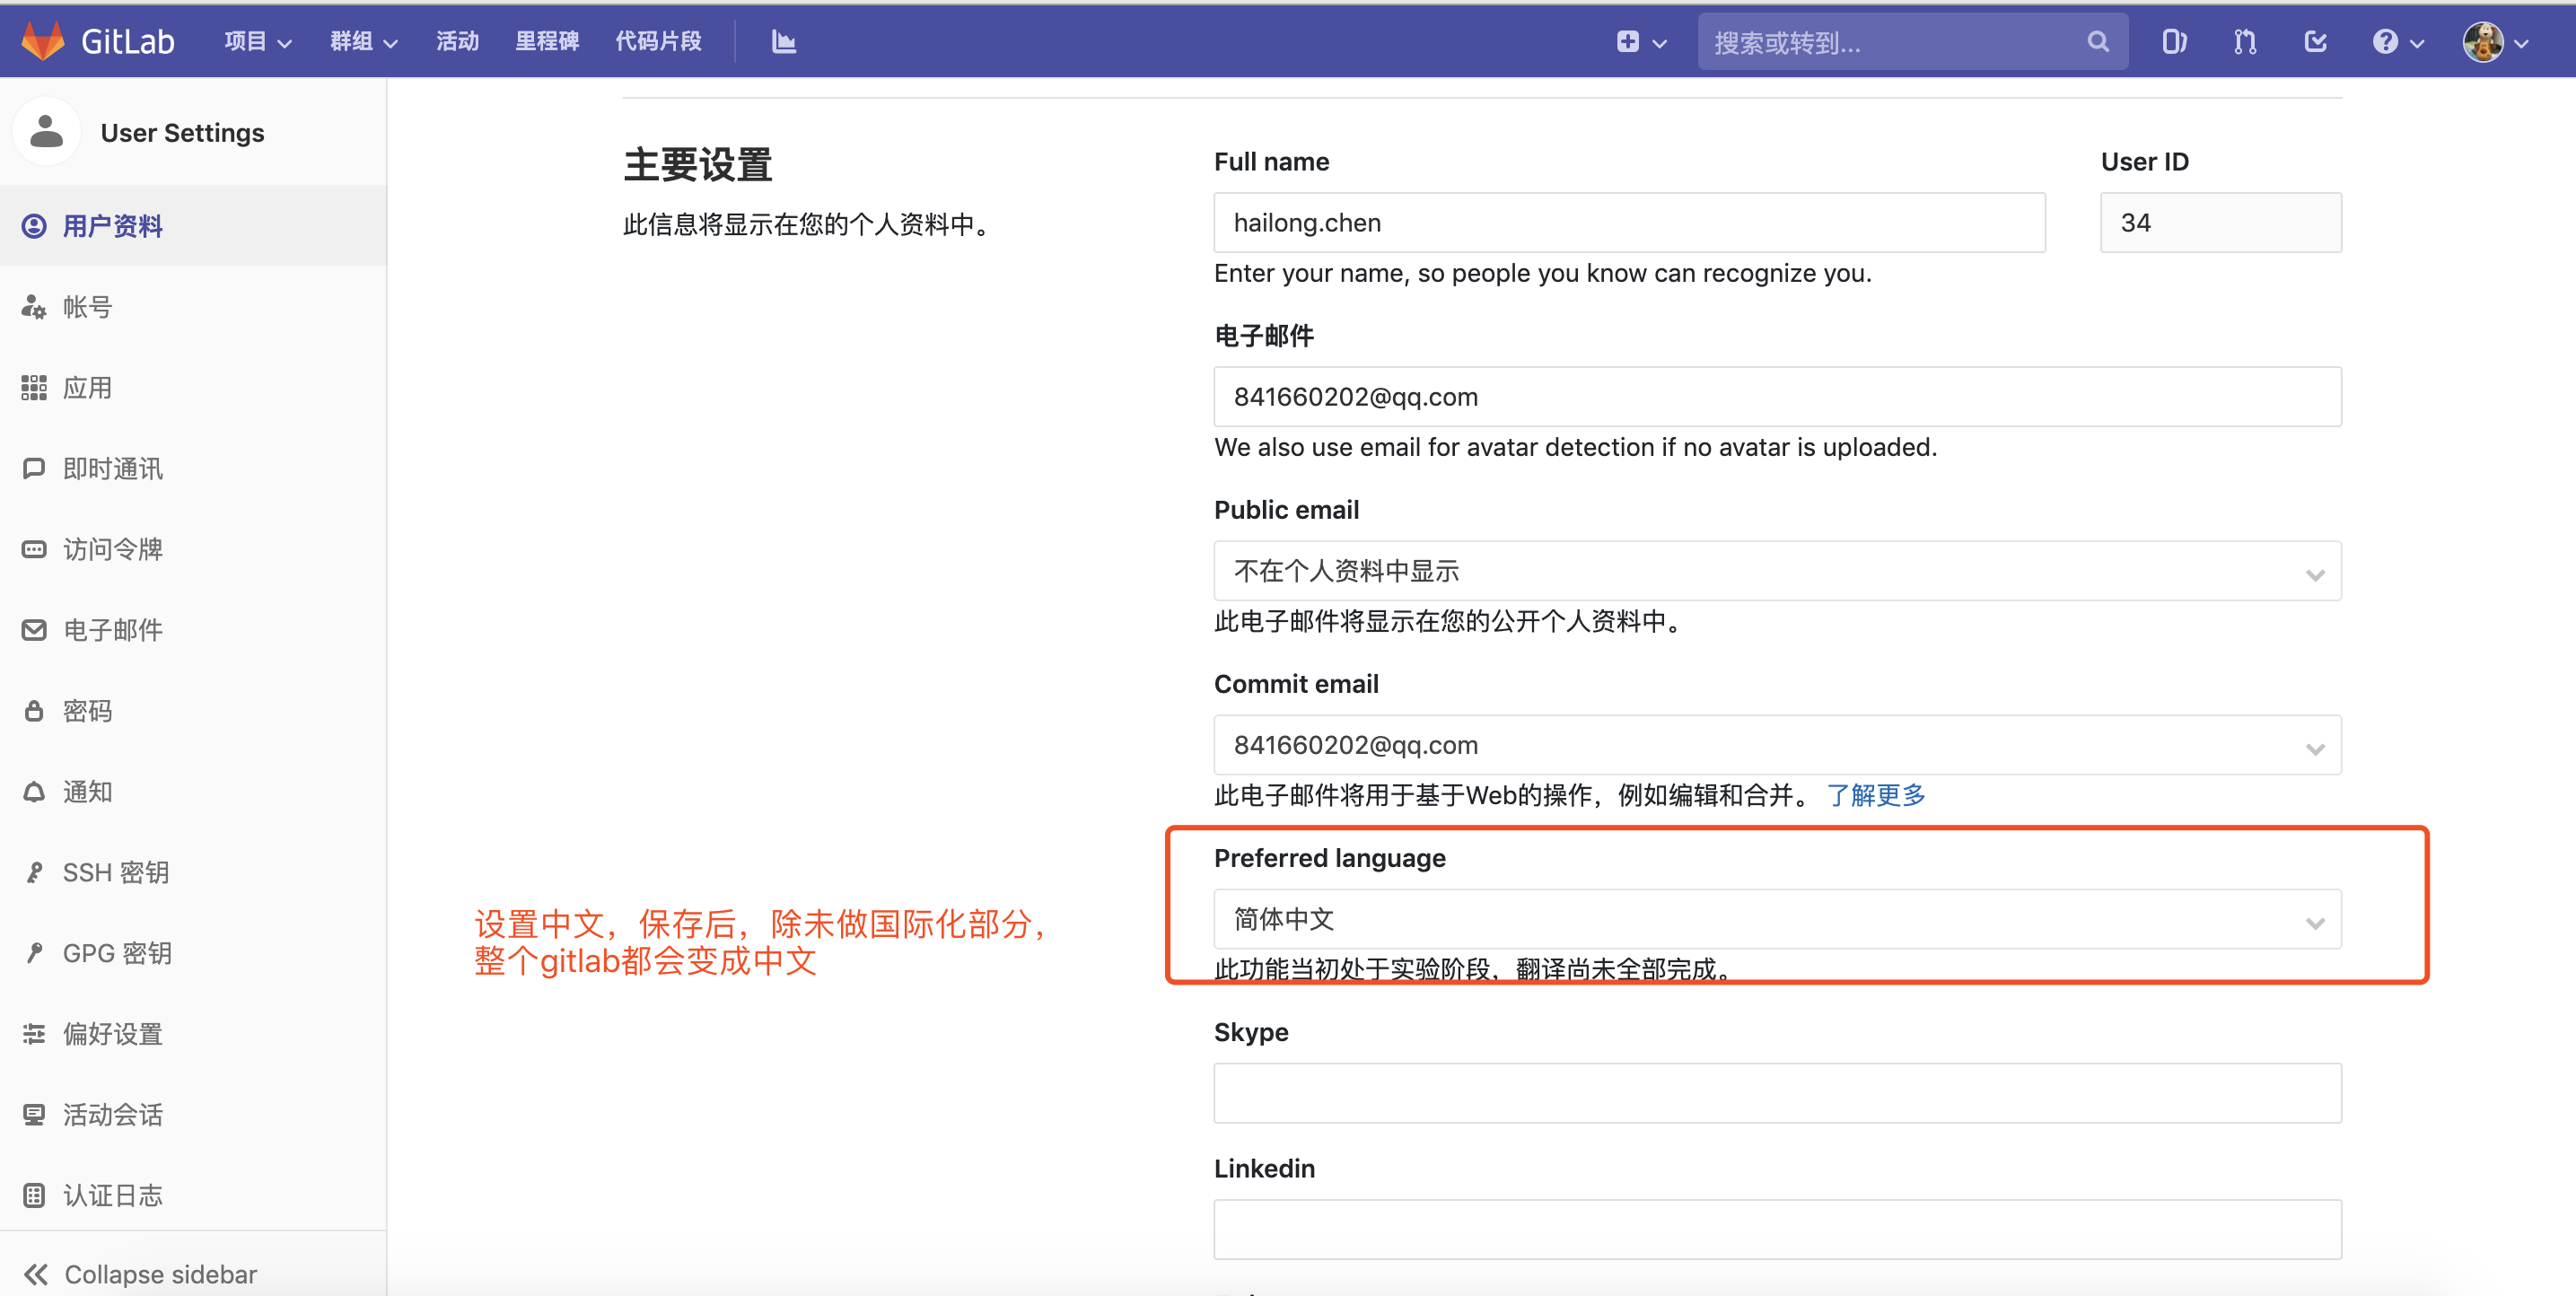 GitLab 项目 群组 活动 里程碑 代码片段 搜索或转到...
User Settings
用户资料
帐号
应用
即时通讯
访问令牌
电子邮件
密码
通知
SSH 密钥
GPG 密钥
偏好设置
活动会话
认证日志
Collapse sidebar
主要设置
此信息将显示在您的个人资料中。
设置中文，保存后，除未做国际化部分，
整个gitlab都会变成中文
Full name
hailong.chen
Enter your name, so people you know can recognize you.
User ID
34
电子邮件
841660202@qq.com
We also use email for avatar detection if no avatar is uploaded.
Public email
不在个人资料中显示
此电子邮件将显示在您的公开个人资料中。
Commit email
841660202@qq.com
此电子邮件将用于基于Web的操作，例如编辑和合并。 了解更多
Preferred language
简体中文
此功能当初处于实验阶段，翻译尚未全部完成。
Skype
Linkedin